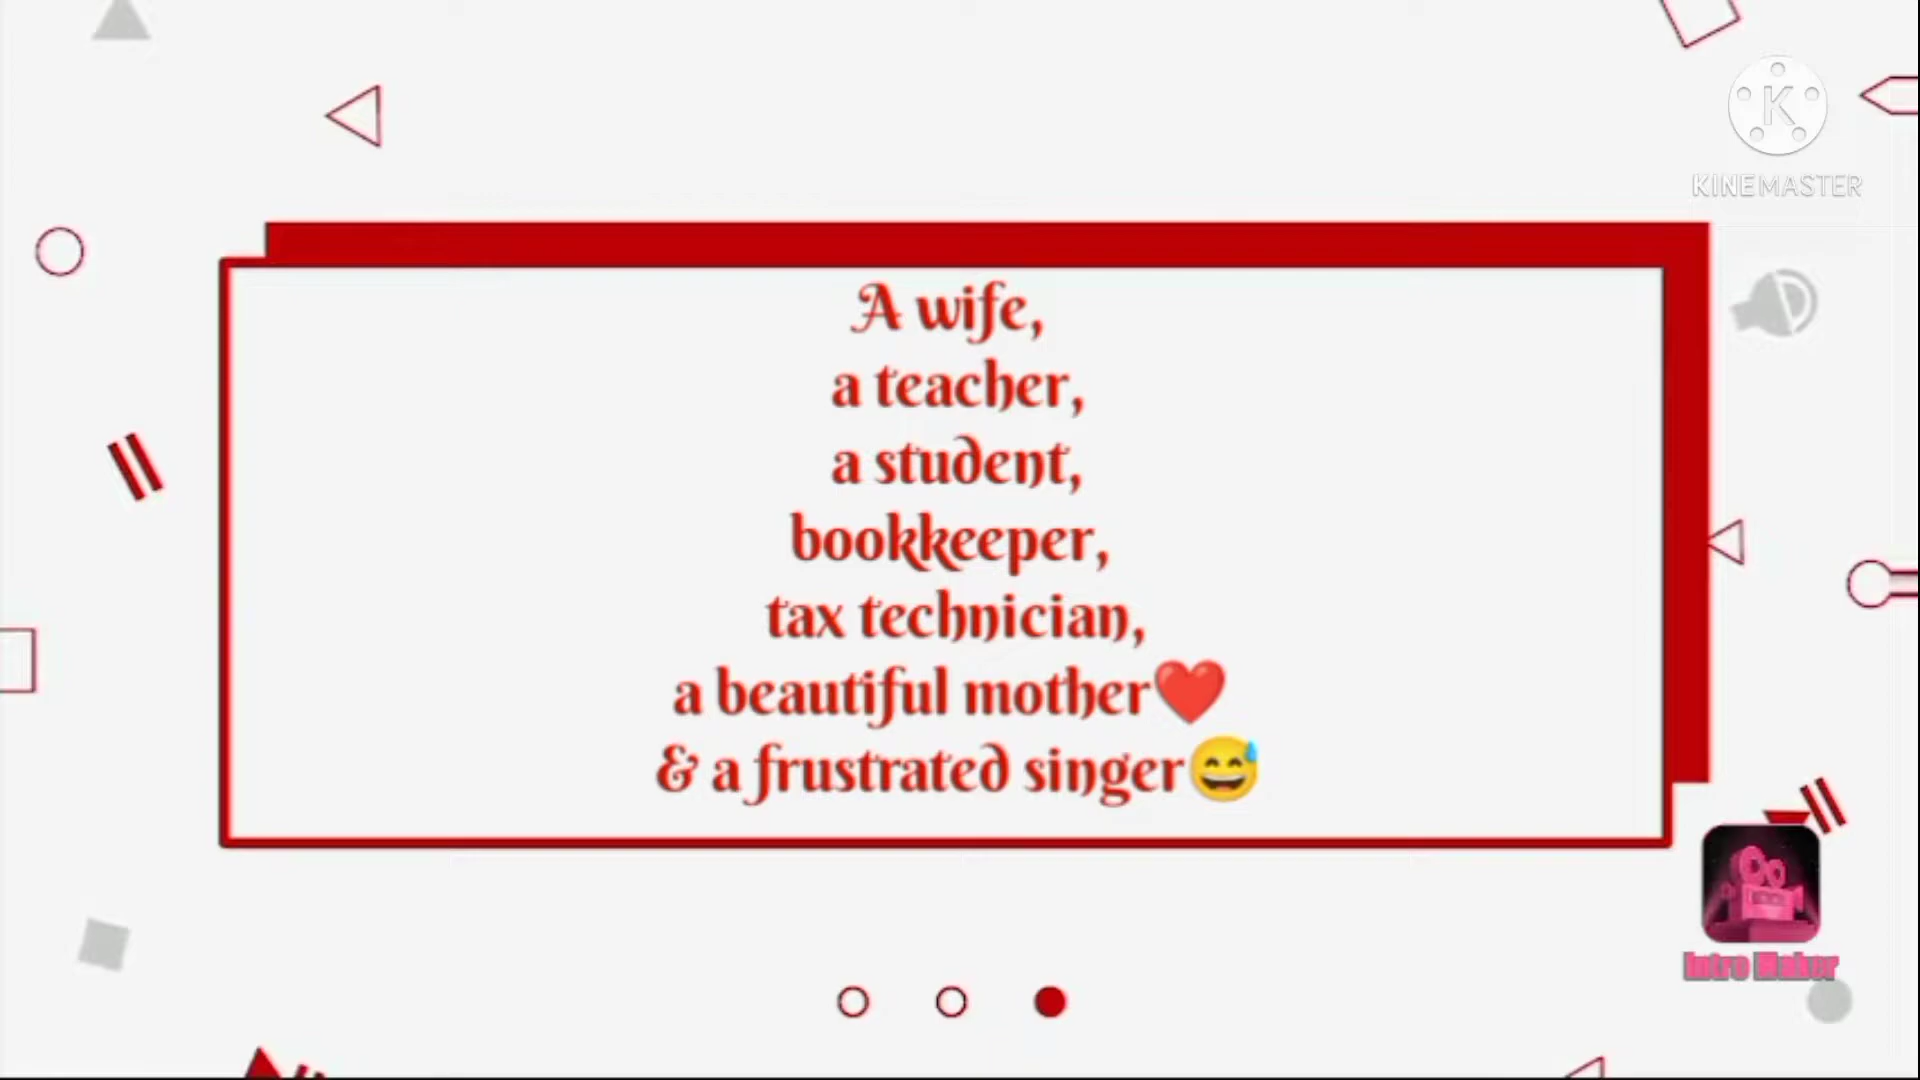 K
KINEMASTER
A wife,
a teacher,
a student,
bookkeeper,
tax technician,
a beautiful mother❤️
& a frustrated singer😅
Intro Maker